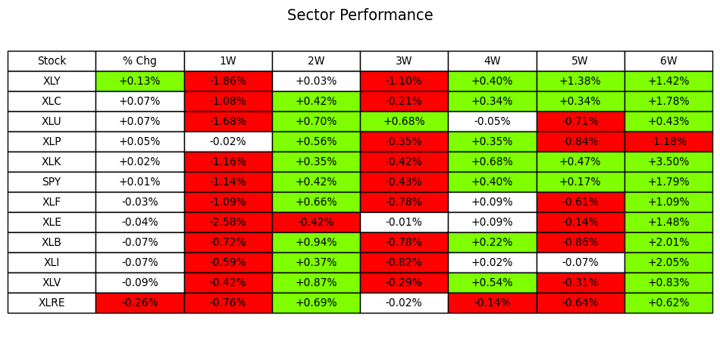 Sector Performance
Stock % Chg 1W 2W 3W 4W 5W 6W
XLY +0.13% -1.86% +0.03% -1.10% +0.40% +1.38% +1.42%
XLC +0.07% -1.08% +0.42% -0.21% +0.34% +0.34% +1.78%
XLU +0.07% -1.68% +0.70% +0.68% -0.05% -0.71% +0.43%
XLP +0.05% -0.02% +0.56% -0.35% +0.35% -0.84% -1.18%
XLK +0.02% -1.16% +0.35% -0.42% +0.68% +0.47% +3.50%
SPY +0.01% -1.14% +0.42% -0.43% +0.40% +0.17% +1.79%
XLF -0.03% -1.09% +0.66% -0.78% +0.09% -0.61% +1.09%
XLE -0.04% -2.58% -0.42% -0.01% +0.09% -0.14% +1.48%
XLB -0.07% -0.72% +0.94% -0.78% +0.22% -0.86% +2.01%
XLI -0.07% -0.59% +0.37% -0.82% +0.02% -0.07% +2.05%
XLV -0.09% -0.42% +0.87% -0.29% +0.54% -0.31% +0.83%
XLRE -0.26% -0.76% +0.69% -0.02% -0.14% -0.64% +0.62%